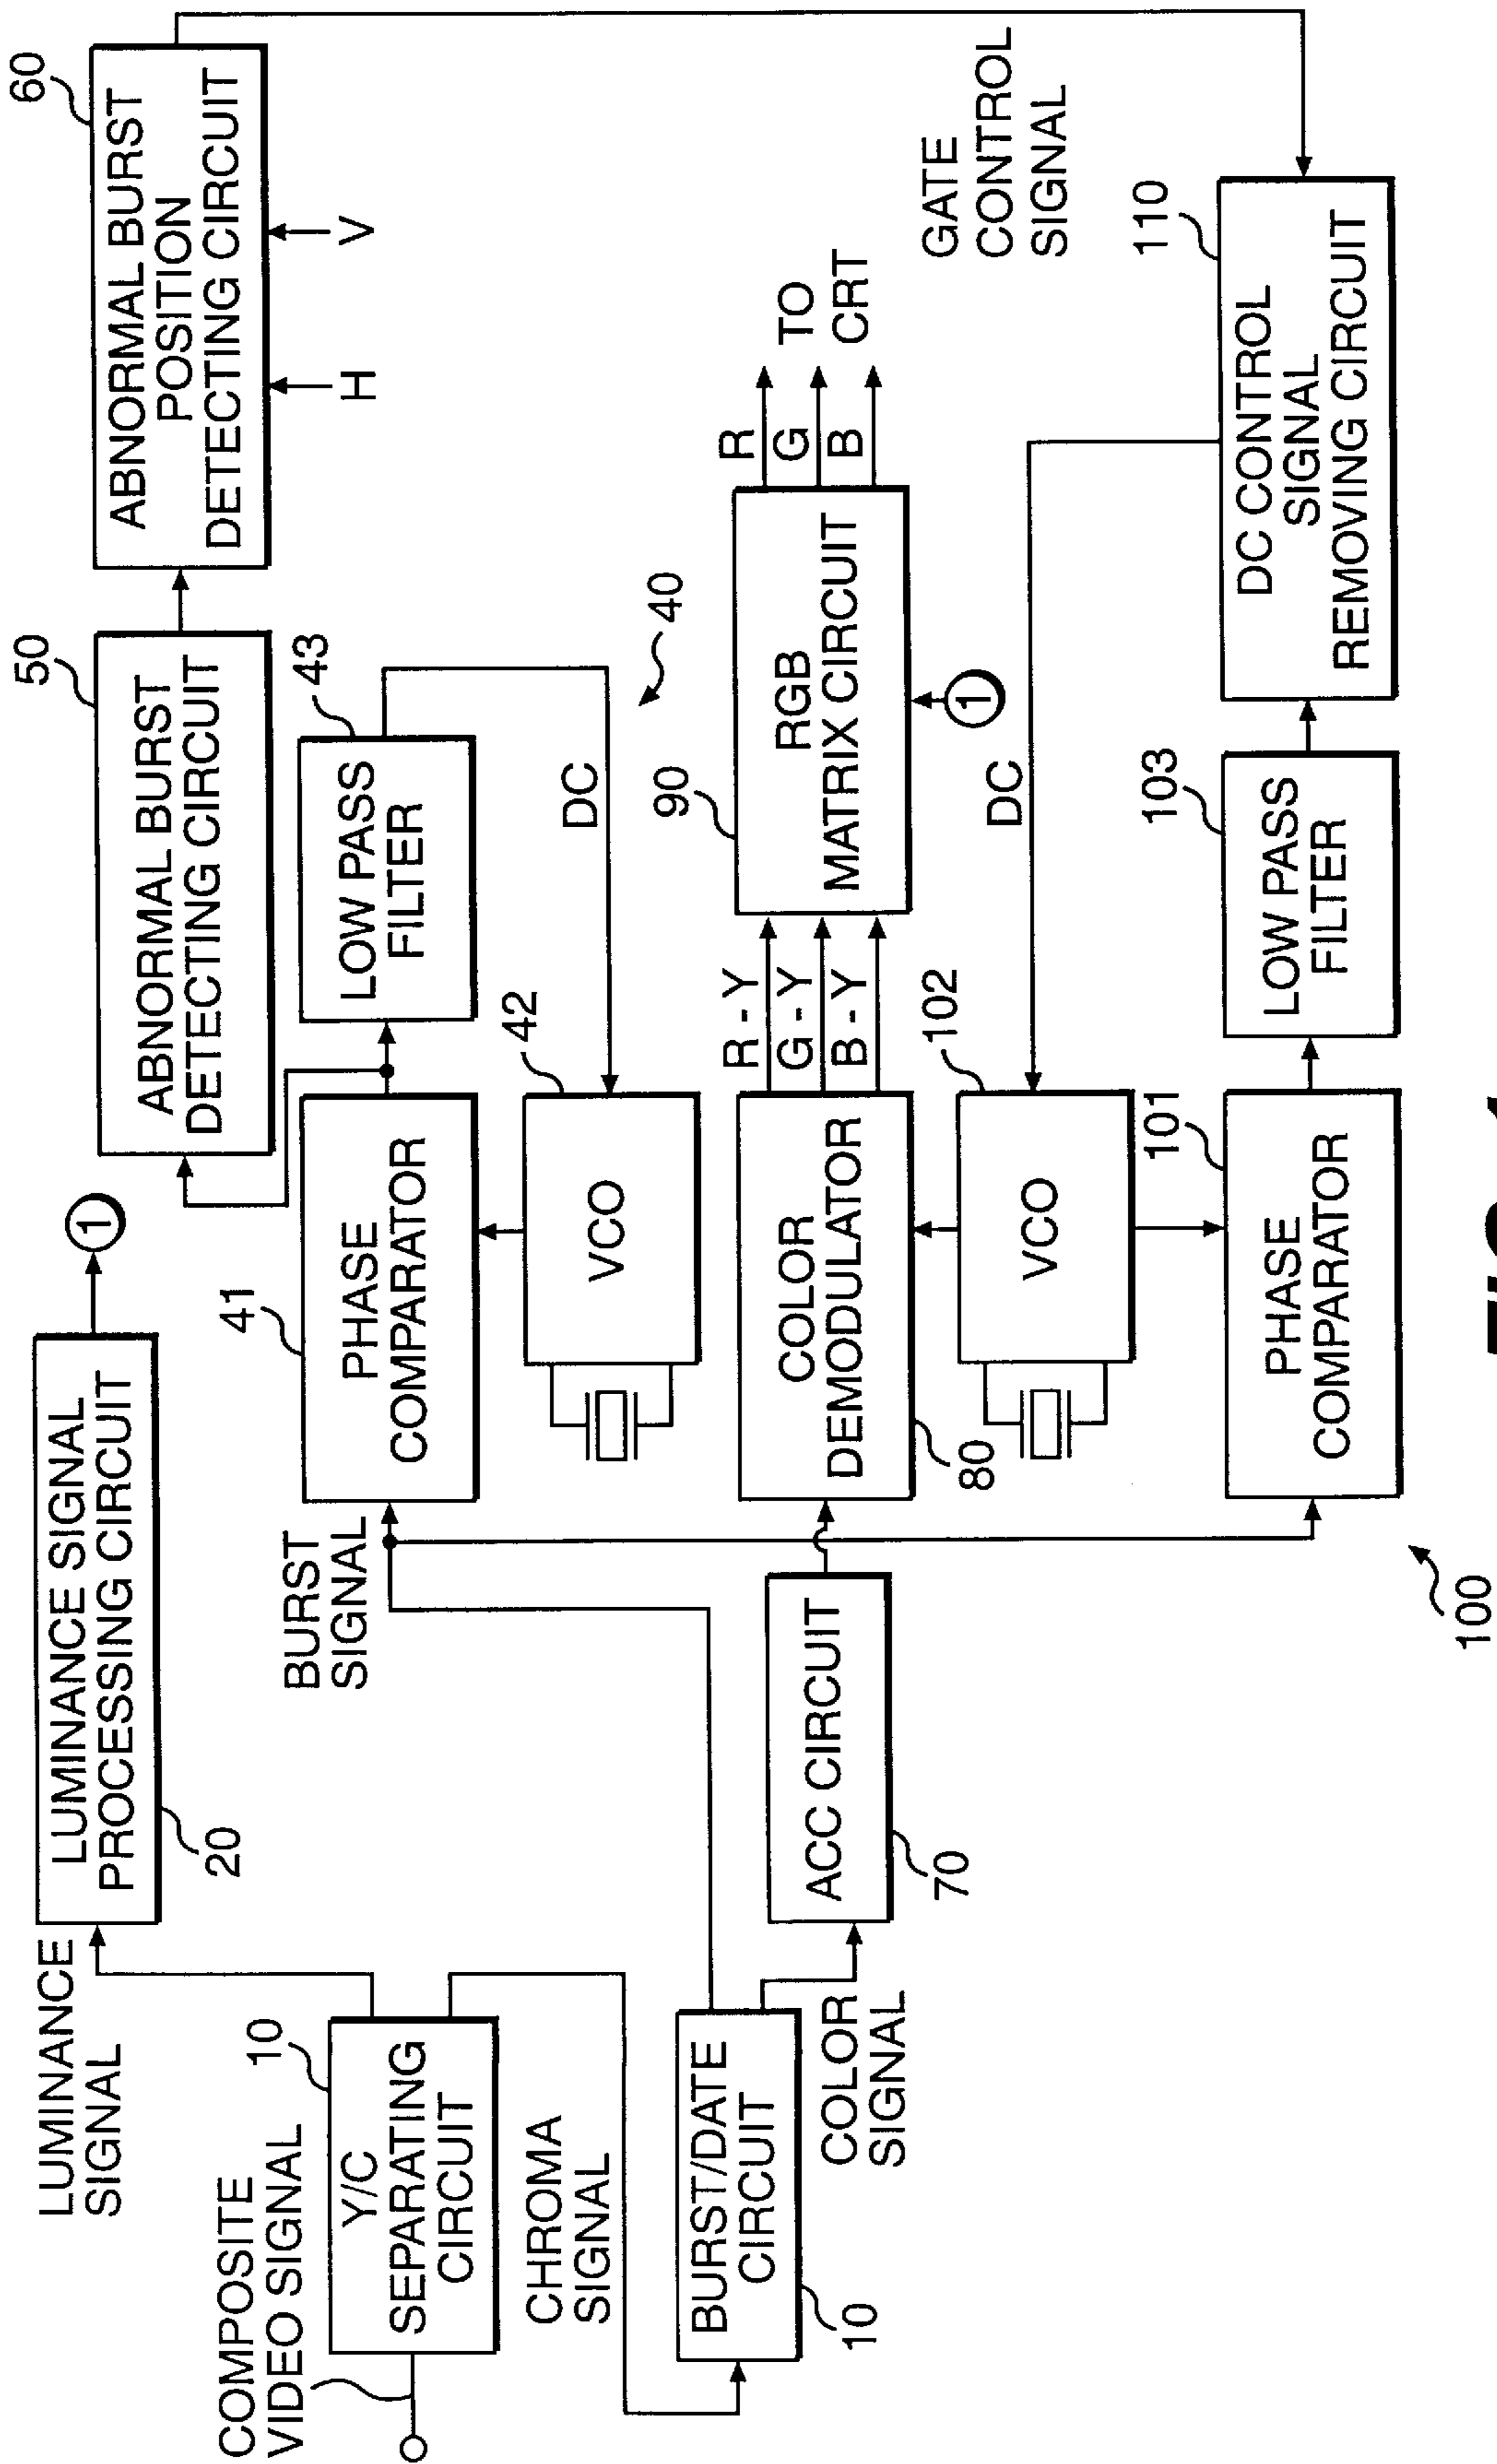 LUMINANCE
SIGNAL
LUMINANCE SIGNAL
PROCESSING CIRCUIT
20
1
COMPOSITE
VIDEO SIGNAL
10
Y/C
SEPARATING
CIRCUIT
CHROMA
SIGNAL
BURST/DATE
CIRCUIT
10
COLOR
SIGNAL
ACC CIRCUIT
70
BURST
SIGNAL
41
PHASE
COMPARATOR
VCO
42
LOW PASS
FILTER
43
DC
40
50
ABNORMAL BURST
DETECTING CIRCUIT
60
ABNORMAL BURST
POSITION
DETECTING CIRCUIT
H
V
COLOR
DEMODULATOR
80
R - Y
G - Y
B - Y
90
RGB
MATRIX CIRCUIT
1
R
G
B
TO
CRT
GATE
CONTROL
SIGNAL
VCO
102
DC
PHASE
COMPARATOR
101
LOW PASS
FILTER
103
DC CONTROL
SIGNAL
REMOVING CIRCUIT
110
100